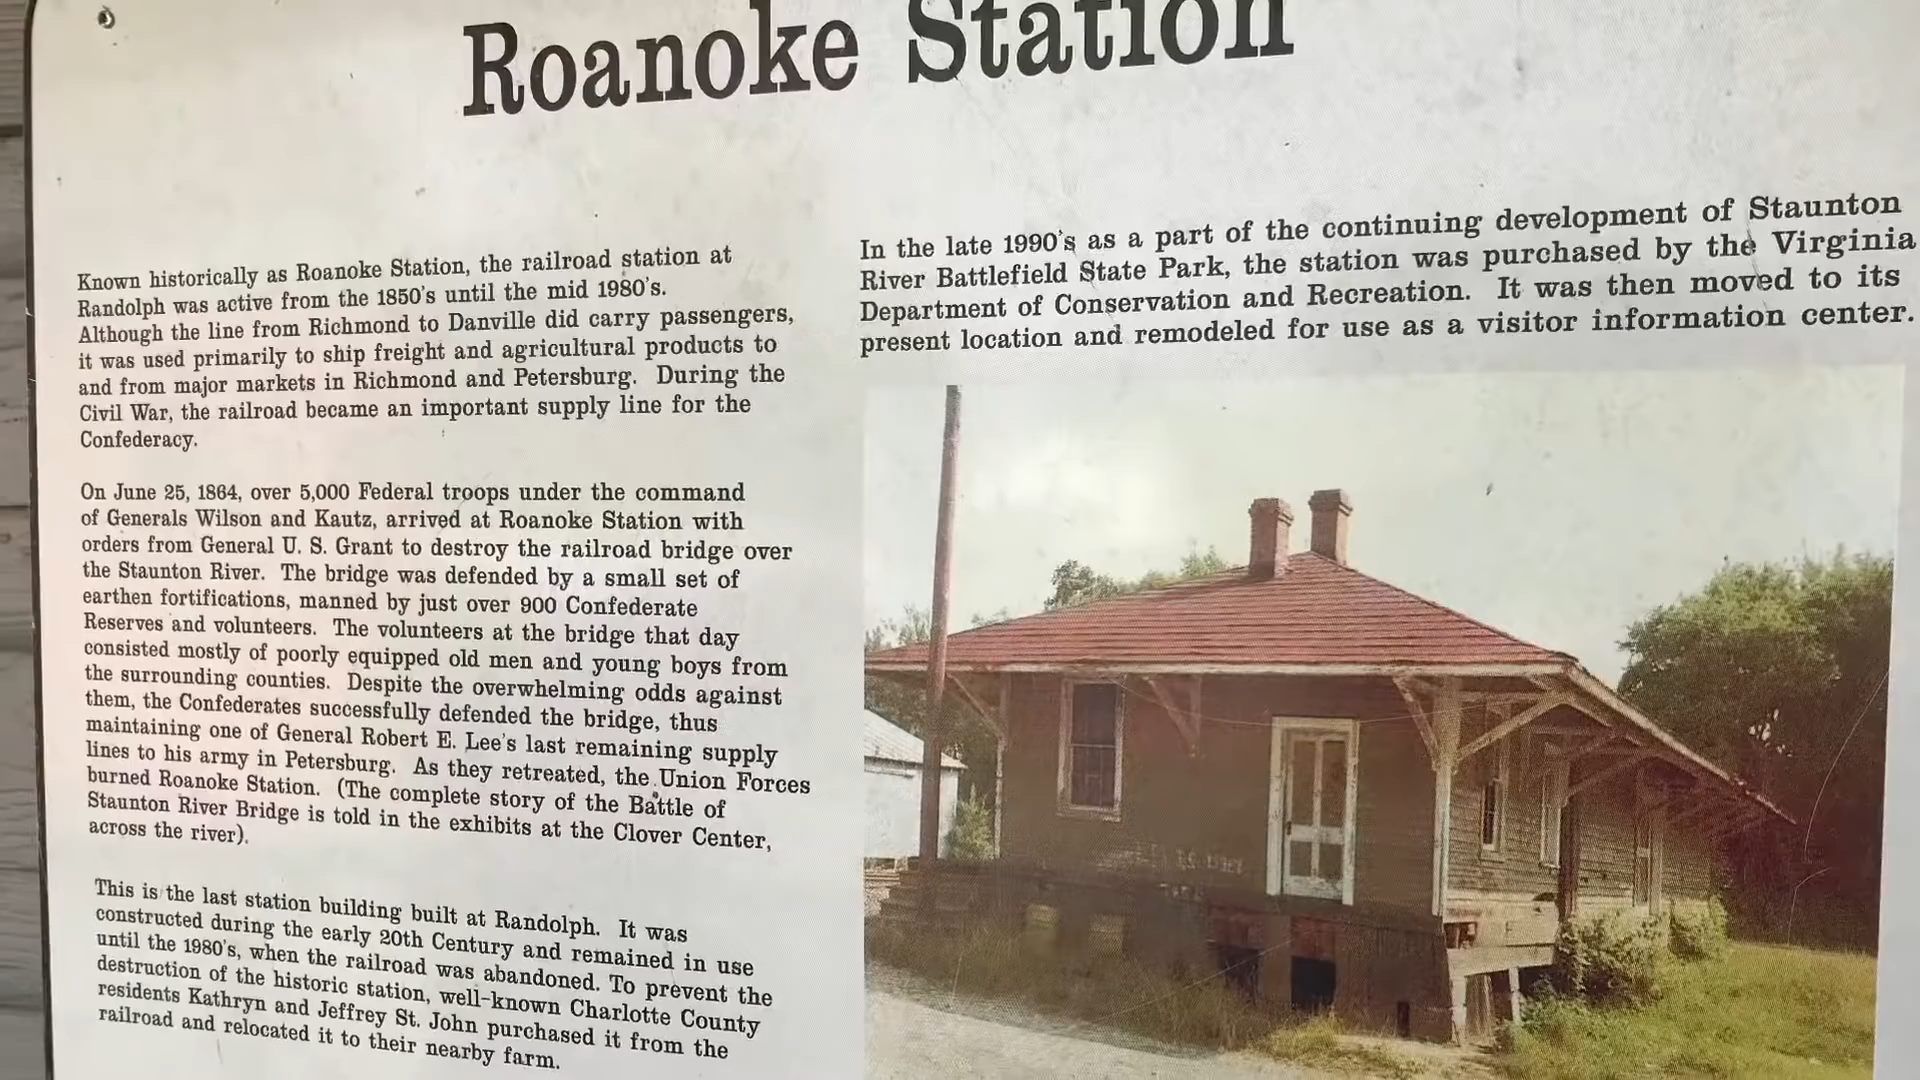 Roanoke Station
Known historically as Roanoke Station, the railroad station at
Randolph was active from the 1850's until the mid 1980's.
Although the line from Richmond to Danville did carry passengers,
it was used primarily to ship freight and agricultural products to
and from major markets in Richmond and Petersburg. During the
Civil War, the railroad became an important supply line for the
Confederacy.
On June 25, 1864, over 5,000 Federal troops under the command
of Generals Wilson and Kautz, arrived at Roanoke Station with
orders from General U. S. Grant to destroy the railroad bridge over
the Staunton River. The bridge was defended by a small set of
earthen fortifications, manned by just over 900 Confederate
Reserves and volunteers. The volunteers at the bridge that day
consisted mostly of poorly equipped old men and young boys from
the surrounding counties. Despite the overwhelming odds against
them, the Confederates successfully defended the bridge, thus
maintaining one of General Robert E. Lee's last remaining supply
lines to his army in Petersburg. As they retreated, the Union Forces
burned Roanoke Station. (The complete story of the Battle of
Staunton River Bridge is told in the exhibits at the Clover Center,
across the river).
This is the last station building built at Randolph. It was
constructed during the early 20th Century and remained in use
until the 1980's, when the railroad was abandoned. To prevent the
destruction of the historic station, well-known Charlotte County
residents Kathryn and Jeffrey St. John purchased it from the
railroad and relocated it to their nearby farm.
In the late 1990's as a part of the continuing development of Staunton
River Battlefield State Park, the station was purchased by the Virginia
Department of Conservation and Recreation. It was then moved to its
present location and remodeled for use as a visitor information center.